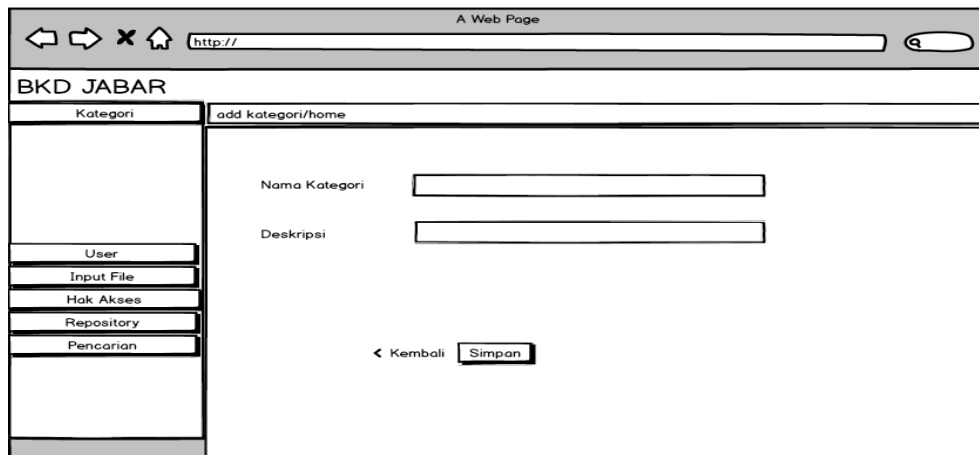 A Web Page
http://
BKD JABAR
Kategori
add kategori/home
Nama Kategori
Deskripsi
User
Input File
Hak Akses
Repository
Pencarian
< Kembali
Simpan